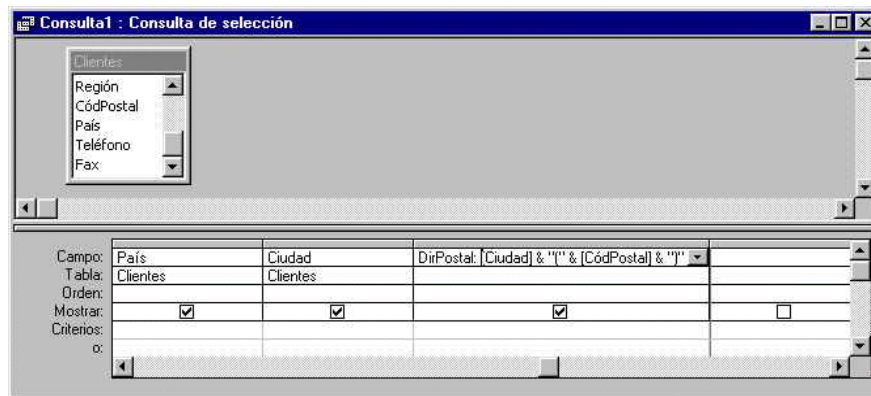 Consulta1 : Consulta de selección
Clientes
Región
CódPostal
País
Teléfono
Fax
Campo: País Ciudad DirPostal: [Ciudad] & "(" & [CódPostal] & ")"
Tabla: Clientes Clientes
Orden:
Mostrar:
Criterios:
o: